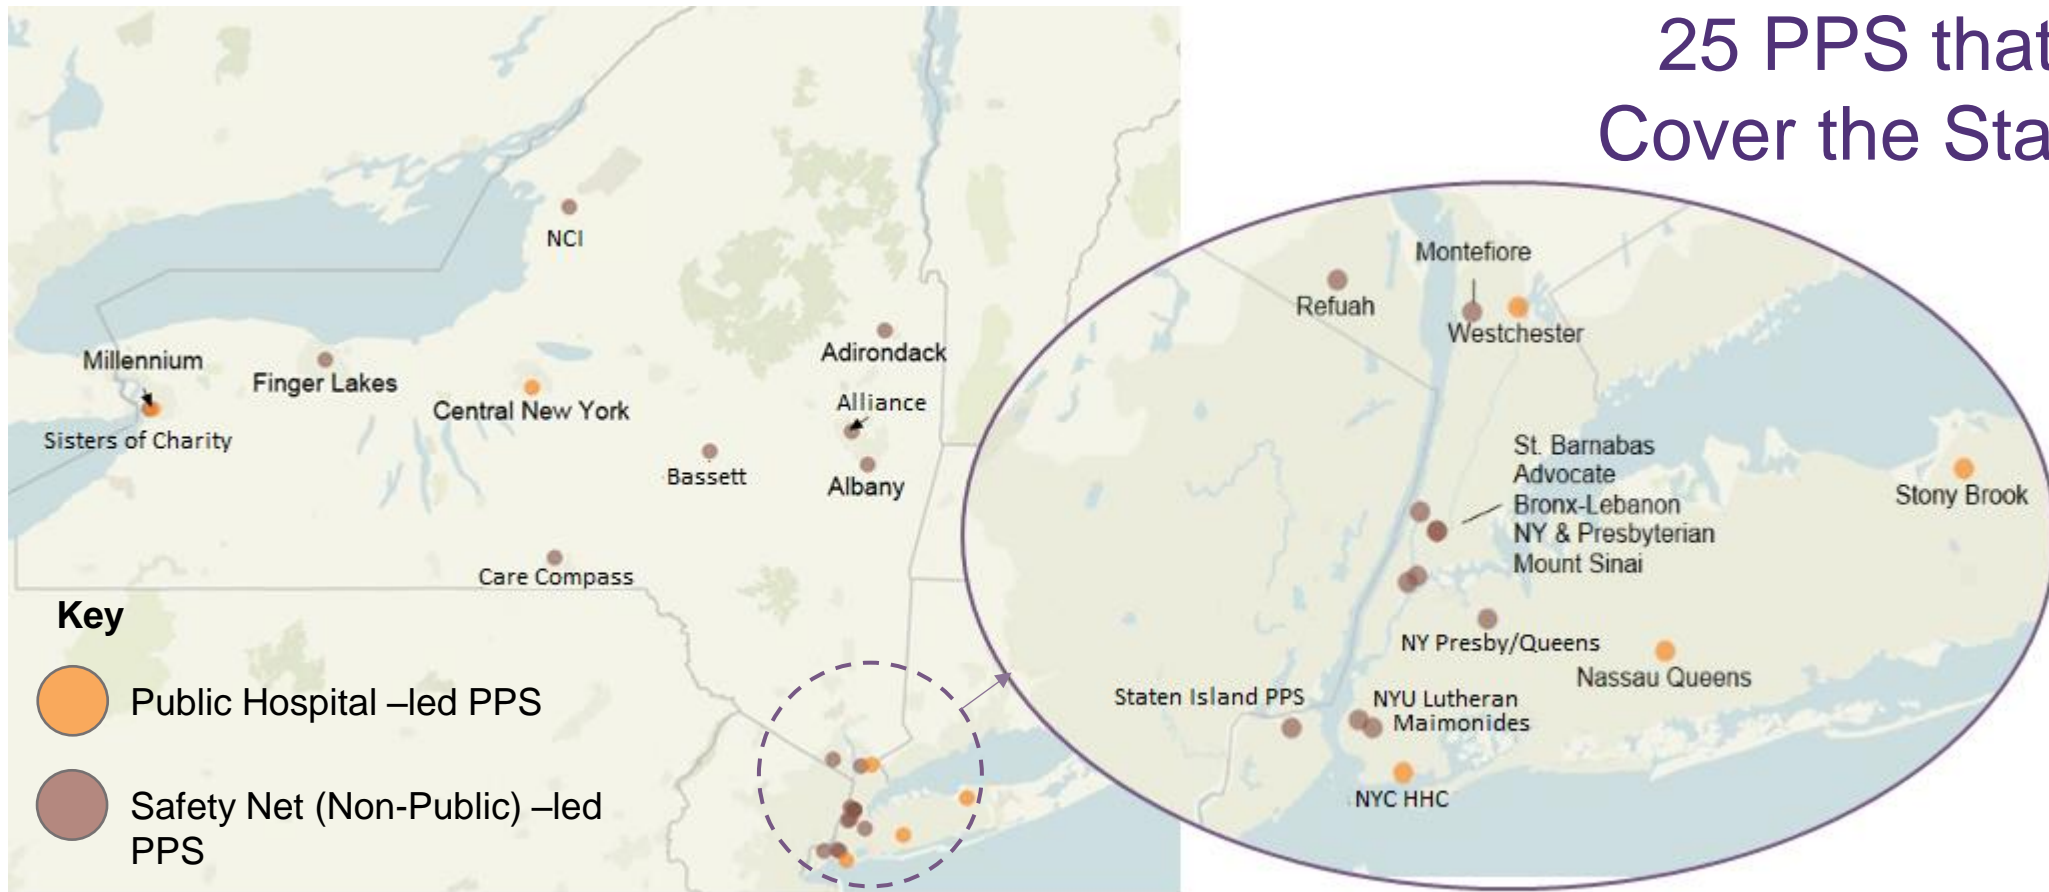 25 PPS that
Cover the Sta
NCI
Millennium
Sisters of Charity
Finger Lakes
Central New York
Adirondack
Alliance
Bassett
Albany
Care Compass
Key
Public Hospital –led PPS
Safety Net (Non-Public) –led
PPS
Montefiore
Refuah
Westchester
St. Barnabas
Advocate
Bronx-Lebanon
NY & Presbyterian
Mount Sinai
Stony Brook
NY Presby/Queens
Nassau Queens
Staten Island PPS
NYU Lutheran
Maimonides
NYC HHC